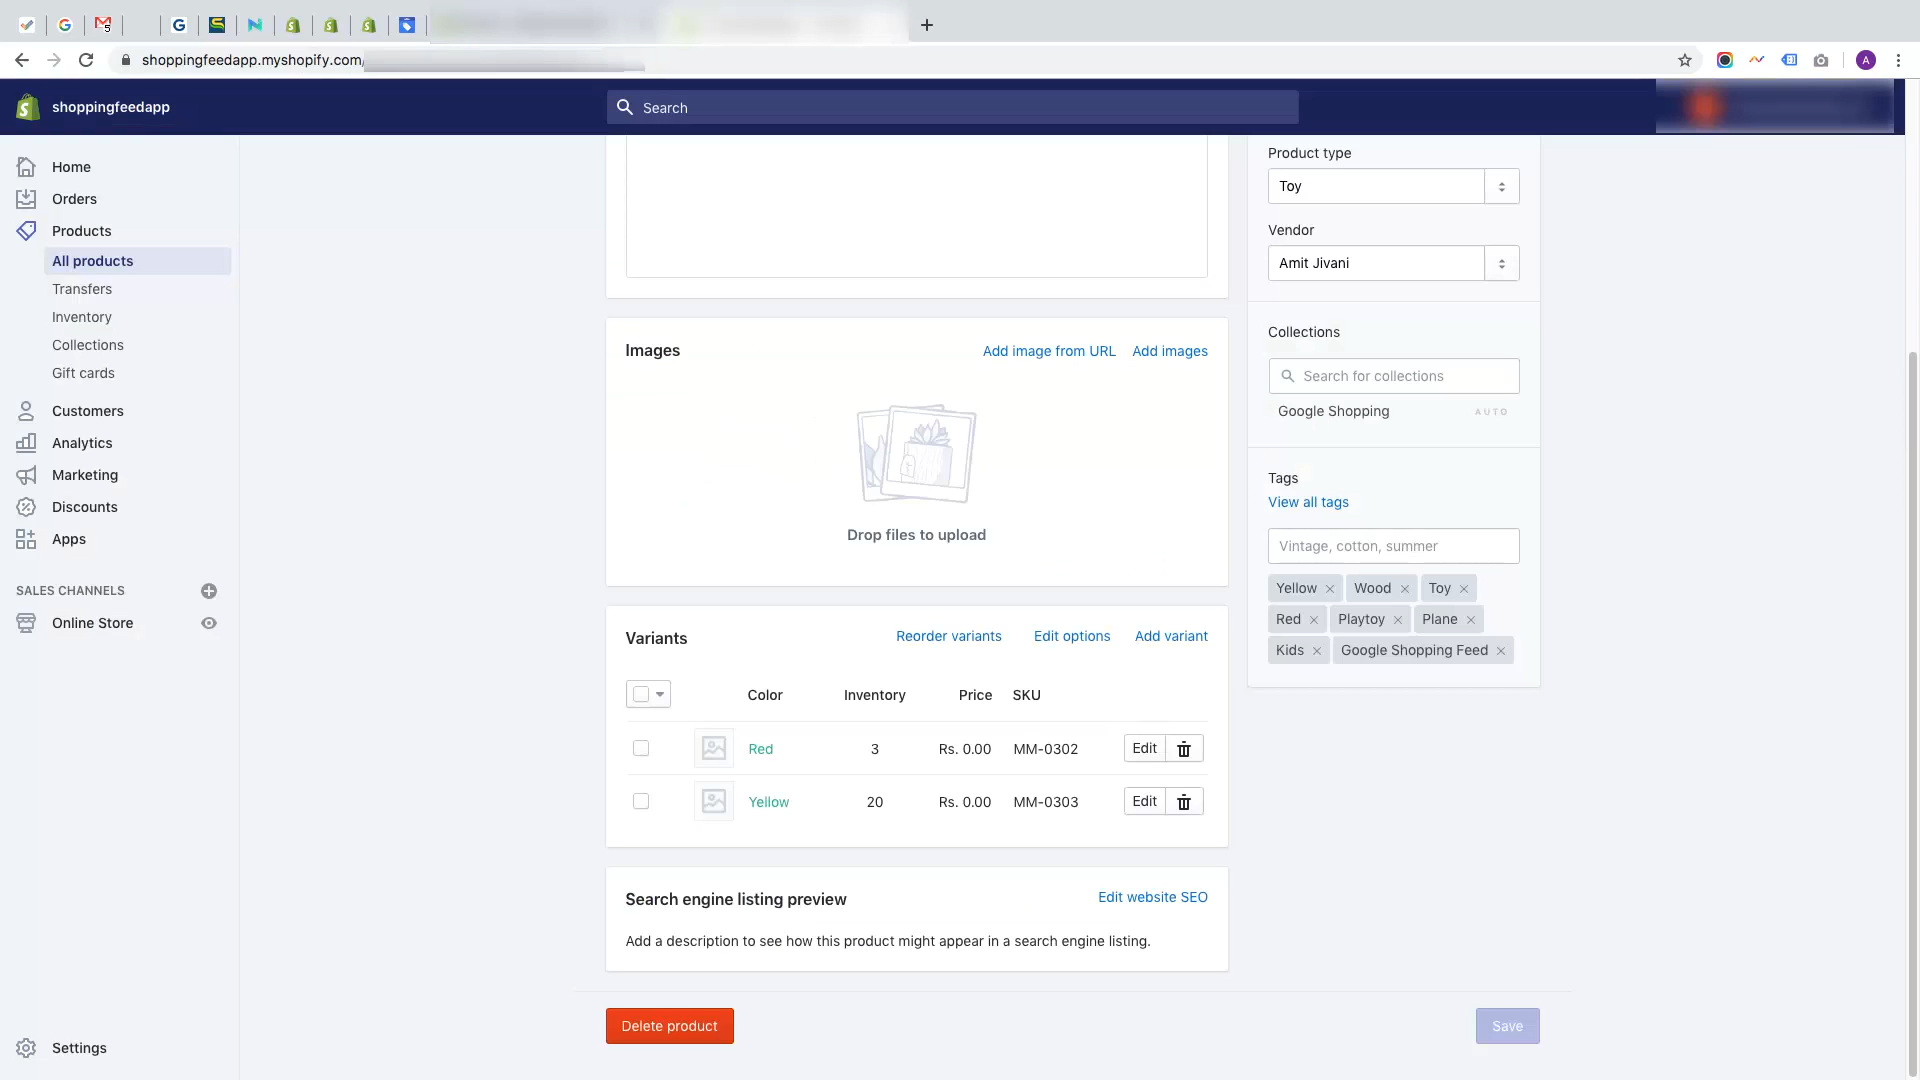 5
shoppingfeedapp.myshopify.com/
A
shoppingfeedapp
Search
Home
Orders
Products
All products
Transfers
Inventory
Collections
Gift cards
Customers
Analytics
Marketing
Discounts
Apps
SALES CHANNELS
Online Store
Settings
Images
Add image from URL Add images
Drop files to upload
Variants
Reorder variants Edit options Add variant
Color Inventory Price SKU
Red 3 Rs. 0.00 MM-0302 Edit
Yellow 20 Rs. 0.00 MM-0303 Edit
Search engine listing preview Edit website SEO
Add a description to see how this product might appear in a search engine listing.
Delete product
Product type
Toy
Vendor
Amit Jivani
Collections
Search for collections
Google Shopping AUTO
Tags
View all tags
Vintage, cotton, summer
Yellow × Wood × Toy ×
Red × Playtoy × Plane ×
Kids × Google Shopping Feed ×
Save